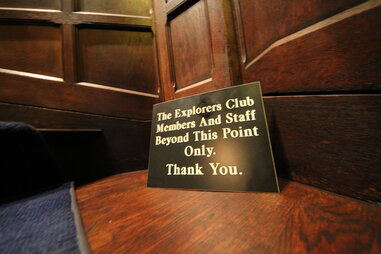 The Explorers Club
Members And Staff
Beyond This Point
Only.
Thank You.